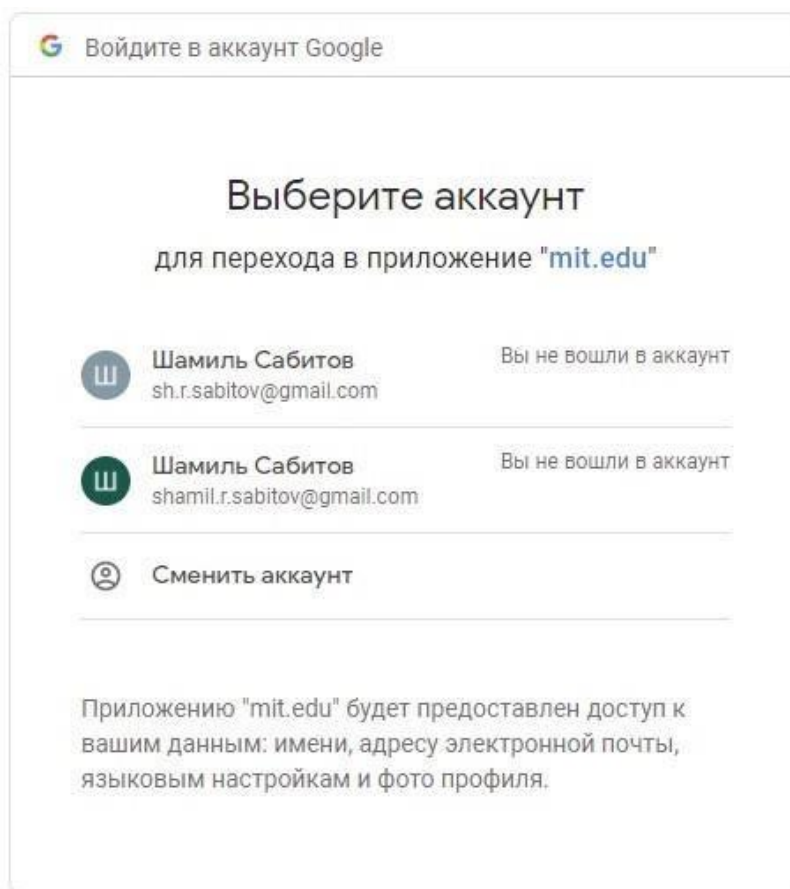 Войдите в аккаунт Google
Выберите аккаунт
для перехода в приложение "mit.edu"
Ш
Шамиль Сабитов
Вы не вошли в аккаунт
sh.r.sabitov@gmail.com
Ш
Шамиль Сабитов
Вы не вошли в аккаунт
shamil.r.sabitov@gmail.com
Сменить аккаунт
Приложению "mit.edu" будет предоставлен доступ к
вашим данным: имени, адресу электронной почты,
языковым настройкам и фото профиля.